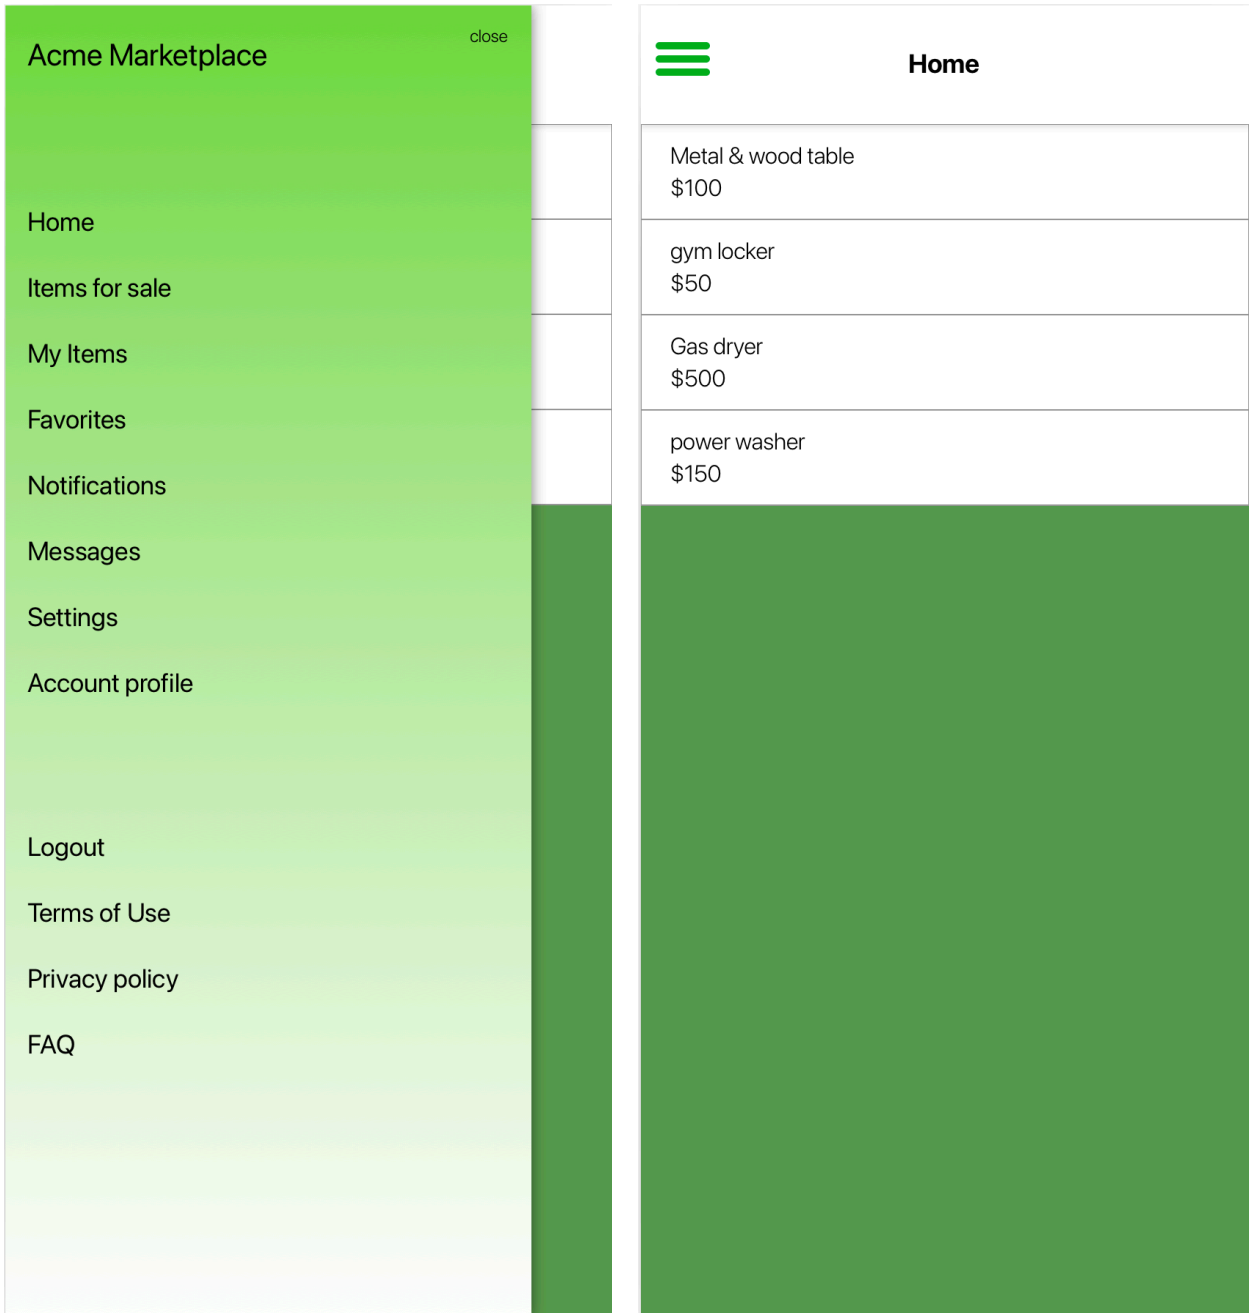 Acme Marketplace
close
Home
Items for sale
My Items
Favorites
Notifications
Messages
Settings
Account profile
Logout
Terms of Use
Privacy policy
FAQ
Home
Metal & wood table
$100
gym locker
$50
Gas dryer
$500
power washer
$150